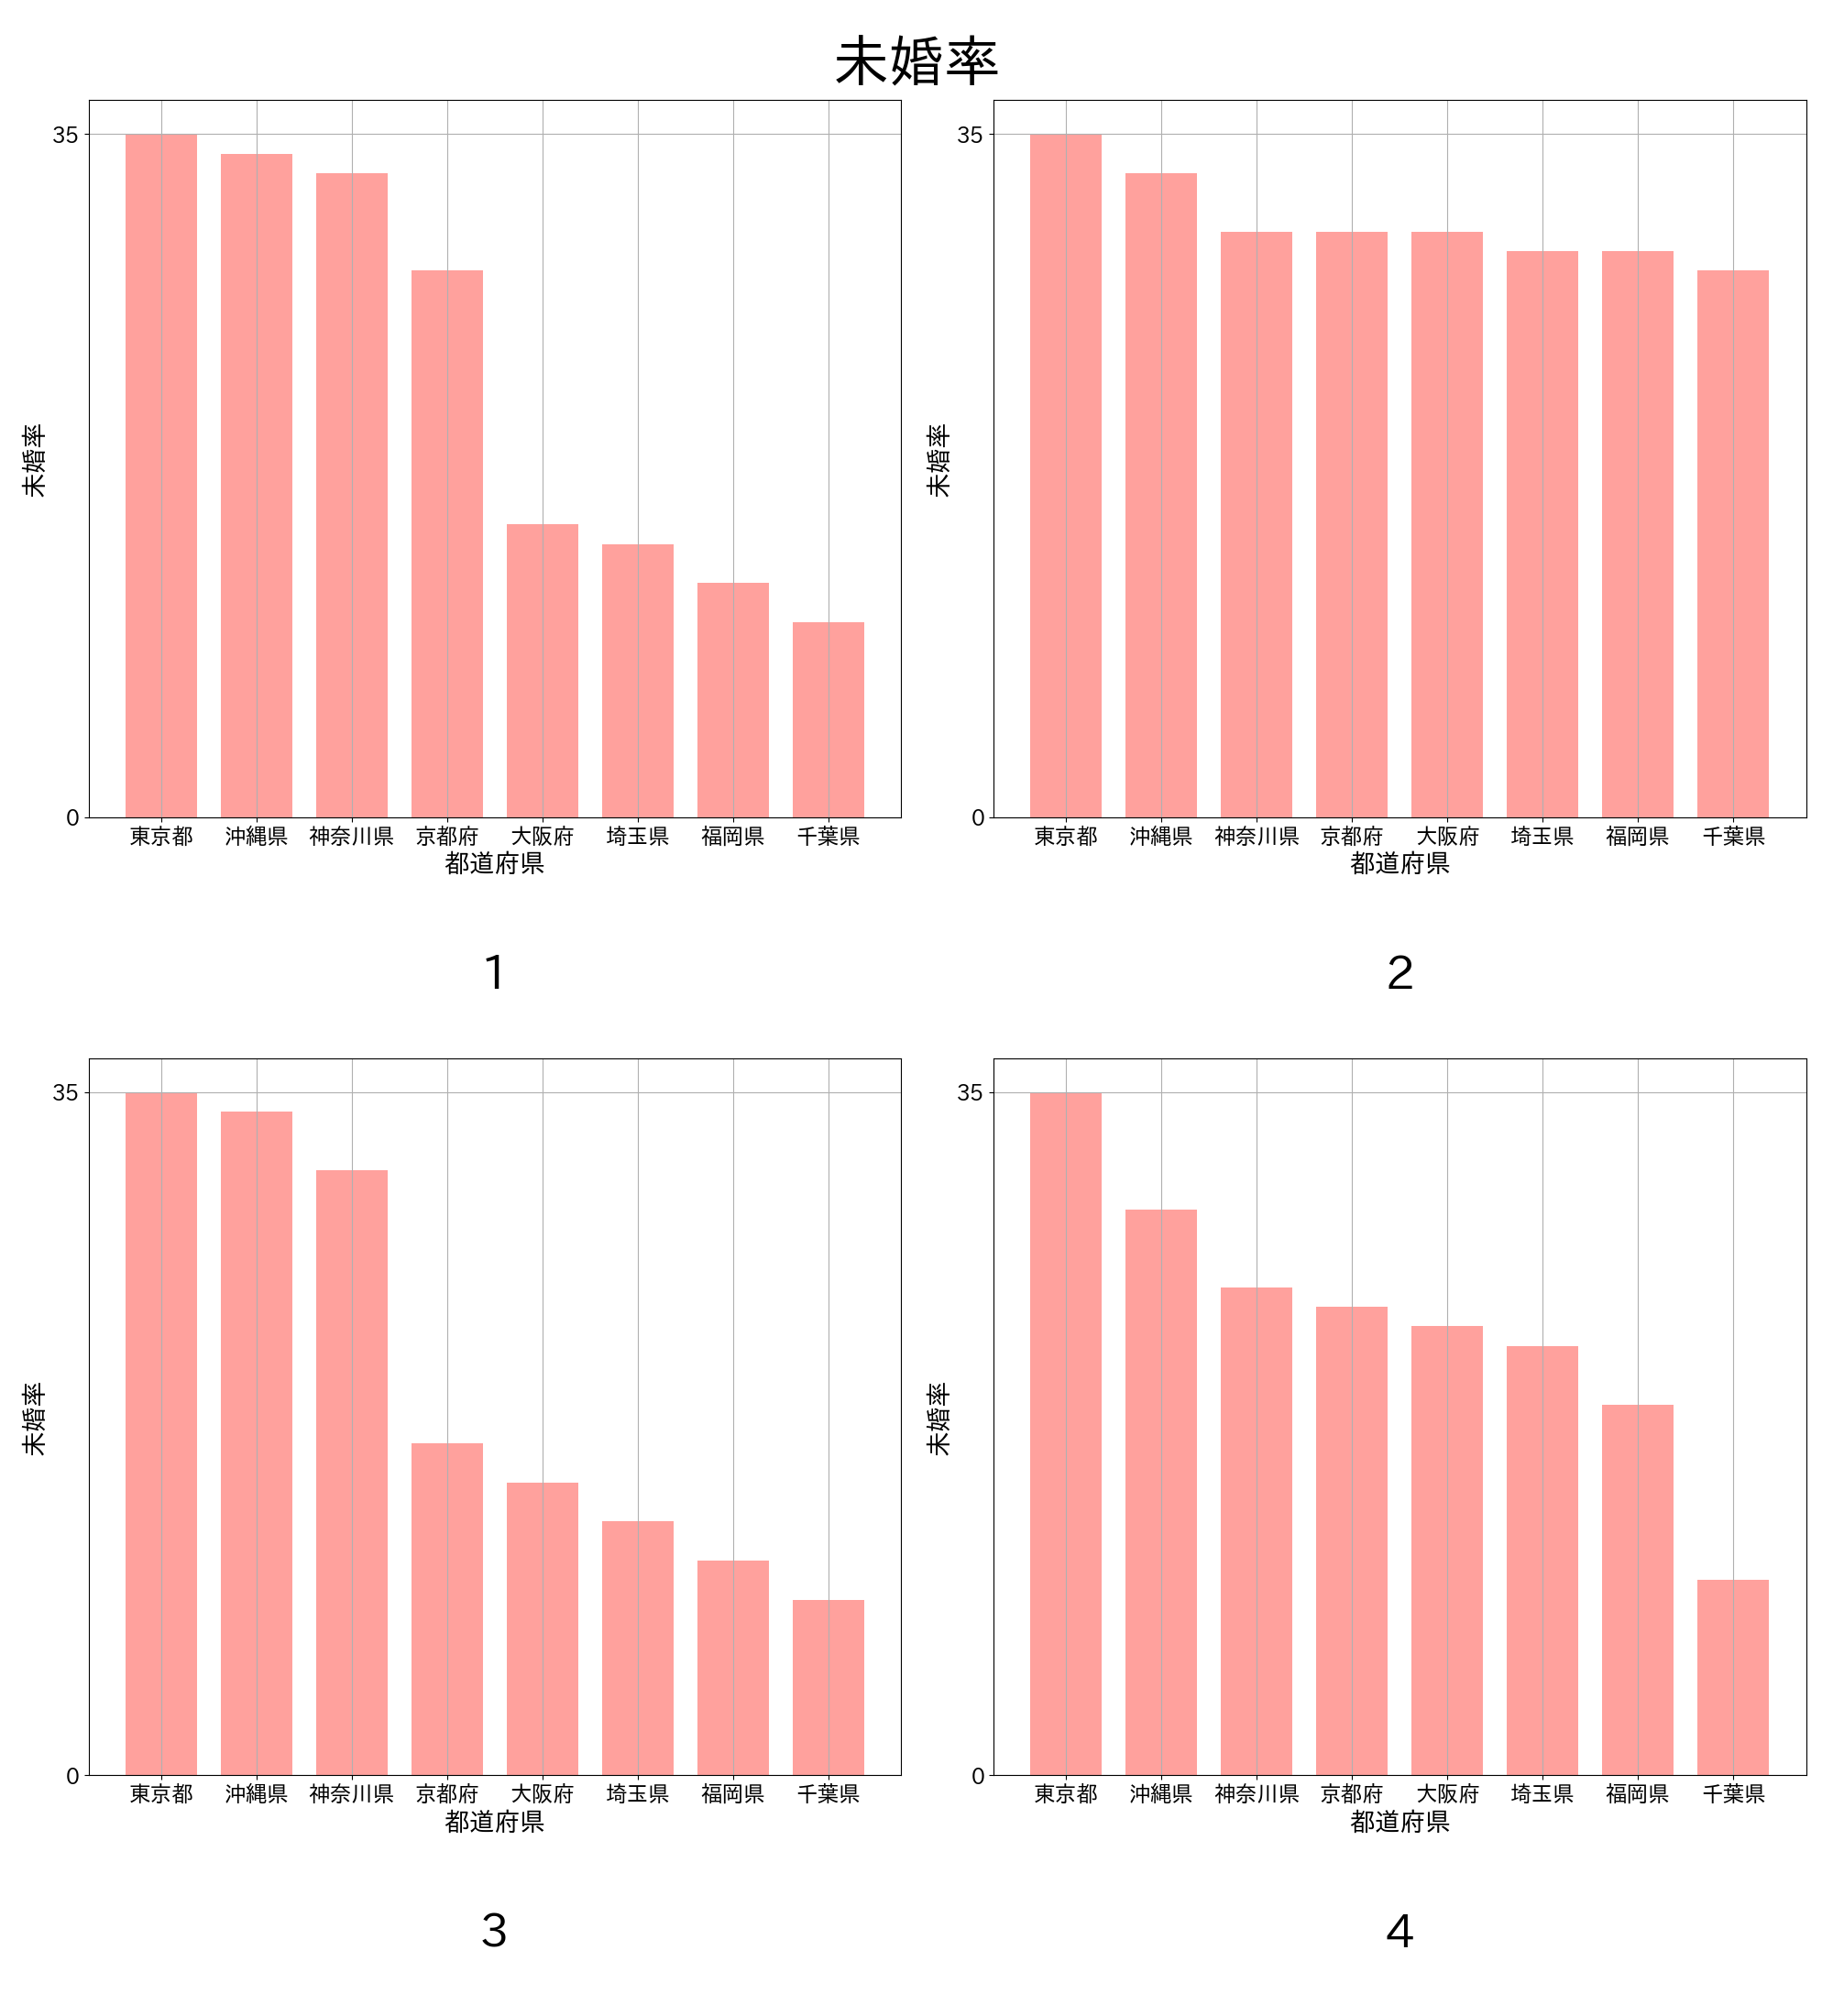 未婚率
35
0
未婚率
東京都 沖縄県 神奈川県 京都府 大阪府 埼玉県 福岡県 千葉県
都道府県
1
35
0
未婚率
東京都 沖縄県 神奈川県 京都府 大阪府 埼玉県 福岡県 千葉県
都道府県
2
35
0
未婚率
東京都 沖縄県 神奈川県 京都府 大阪府 埼玉県 福岡県 千葉県
都道府県
3
35
0
未婚率
東京都 沖縄県 神奈川県 京都府 大阪府 埼玉県 福岡県 千葉県
都道府県
4